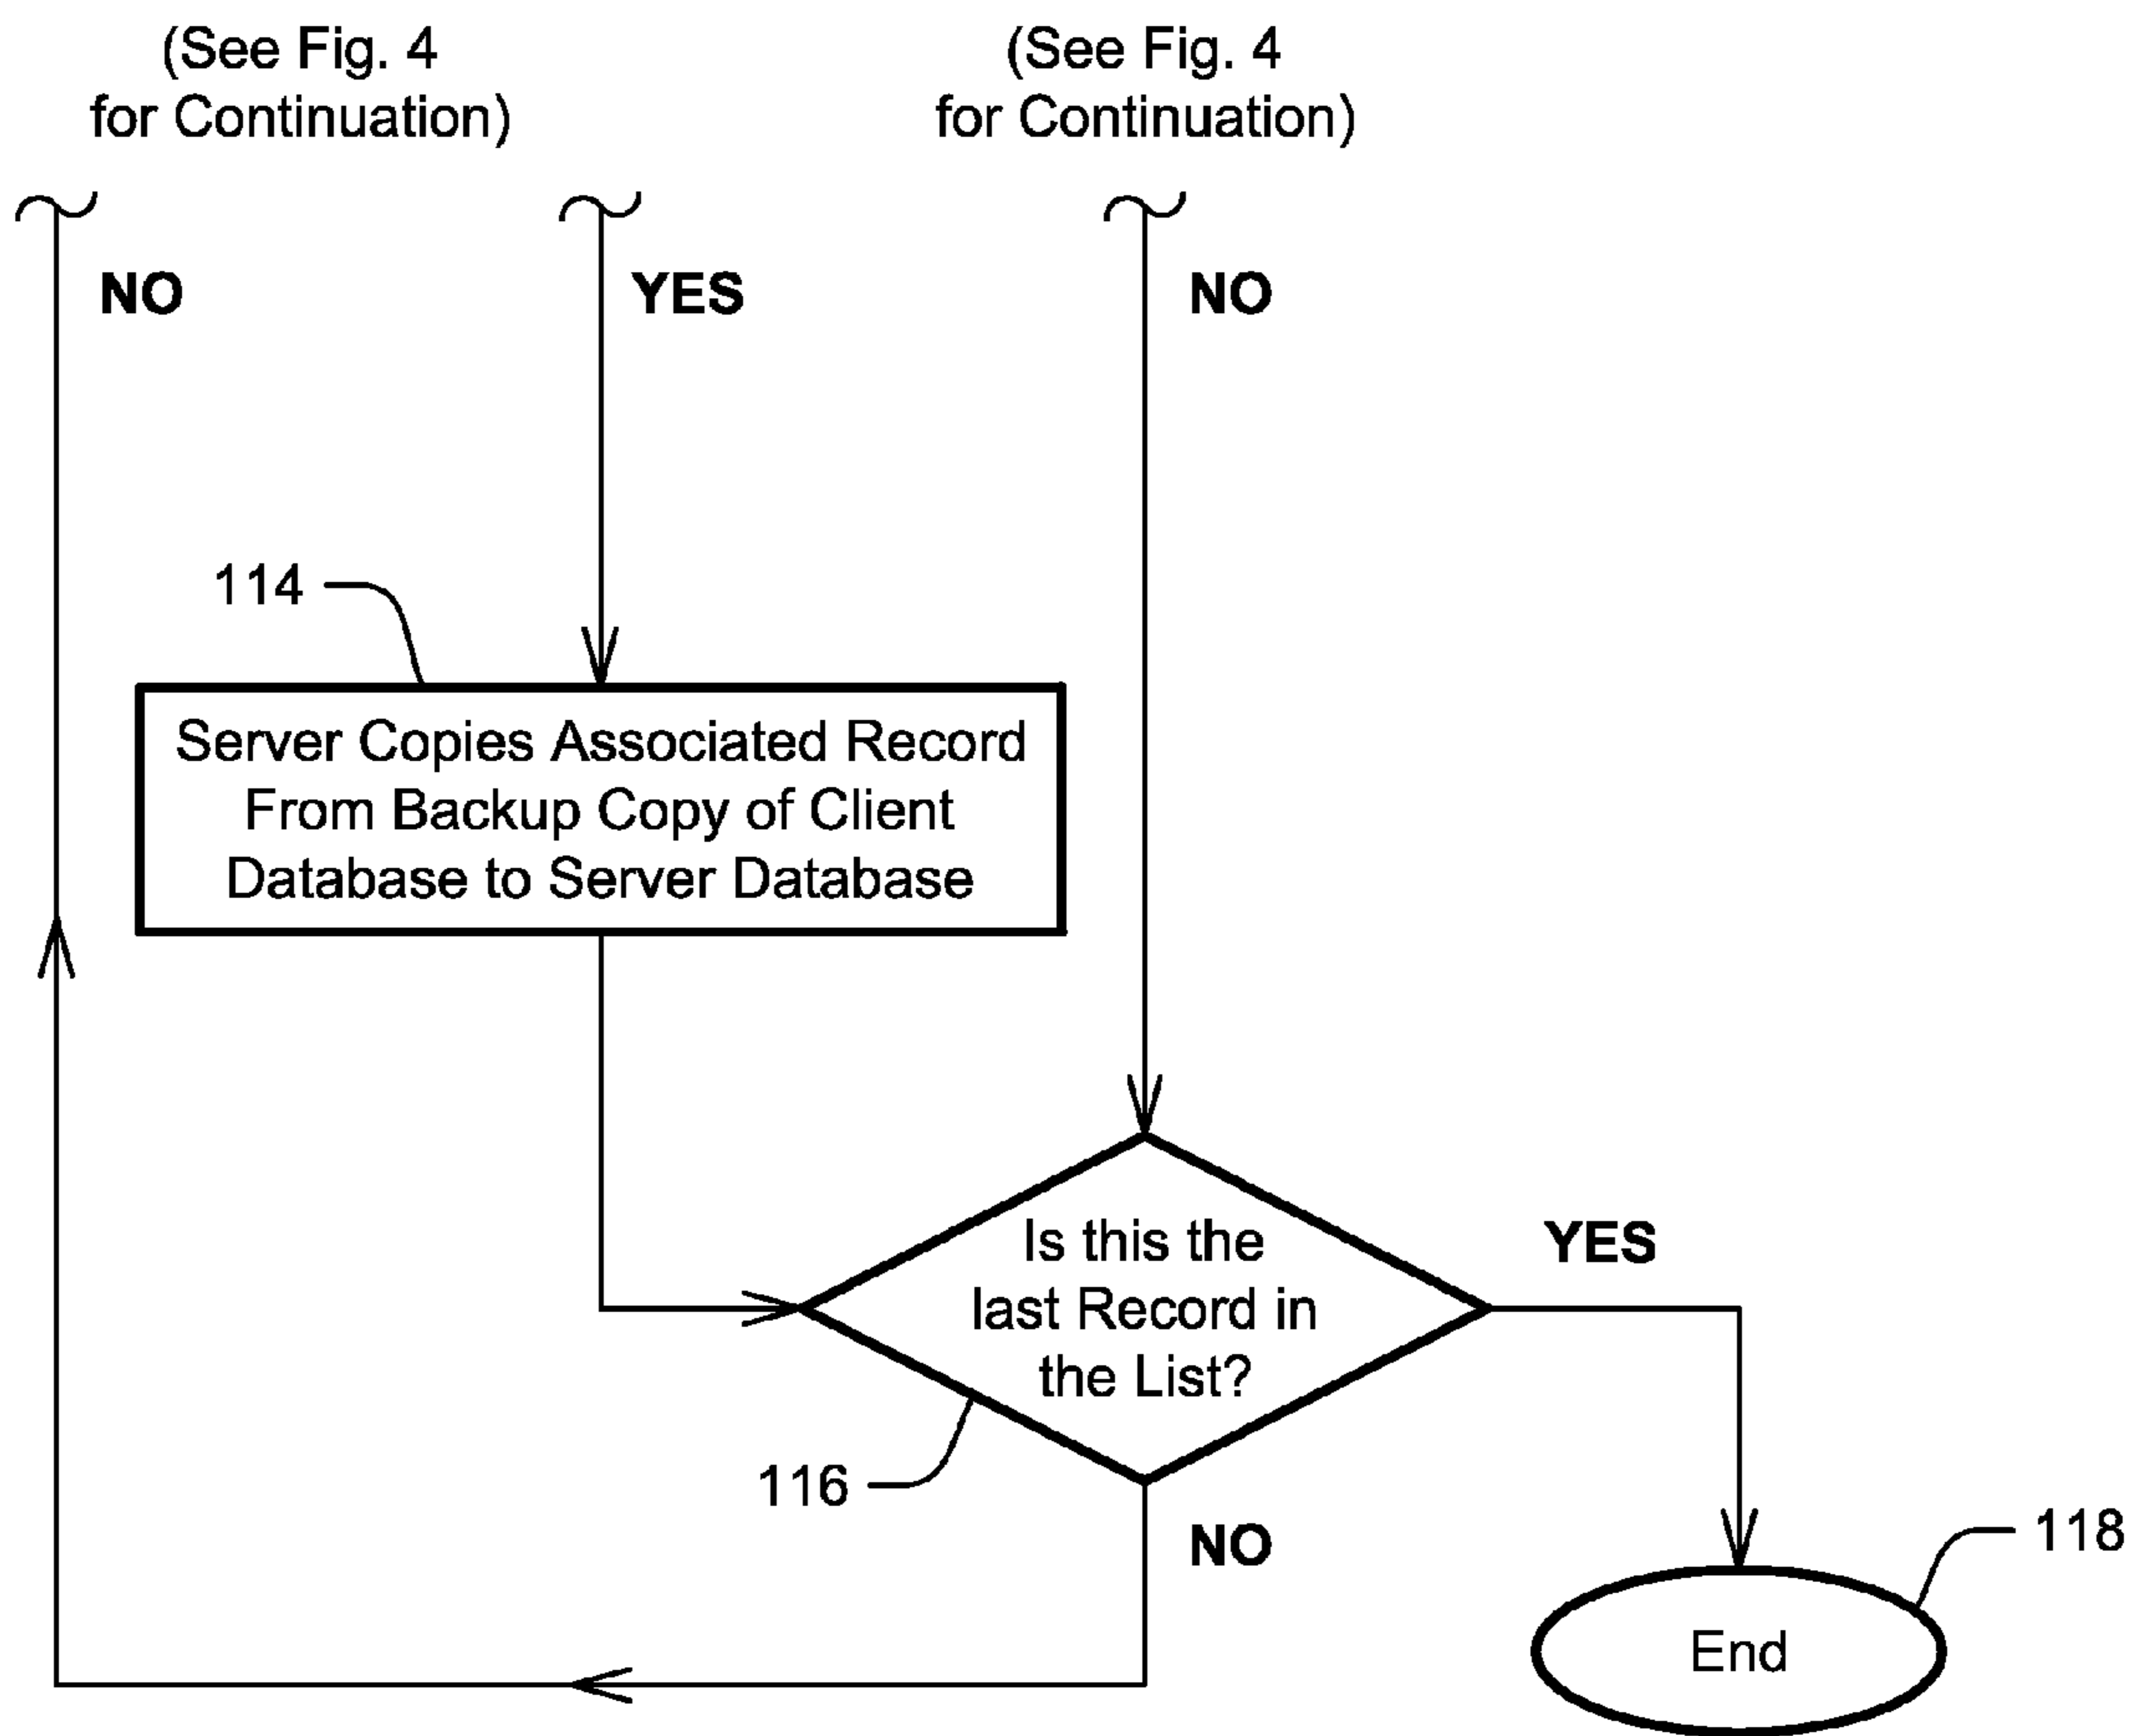 (See Fig. 4
for Continuation)
(See Fig. 4
for Continuation)
NO
YES
NO
114
Server Copies Associated Record
From Backup Copy of Client
Database to Server Database
Is this the
last Record in
the List?
YES
116
NO
118
End